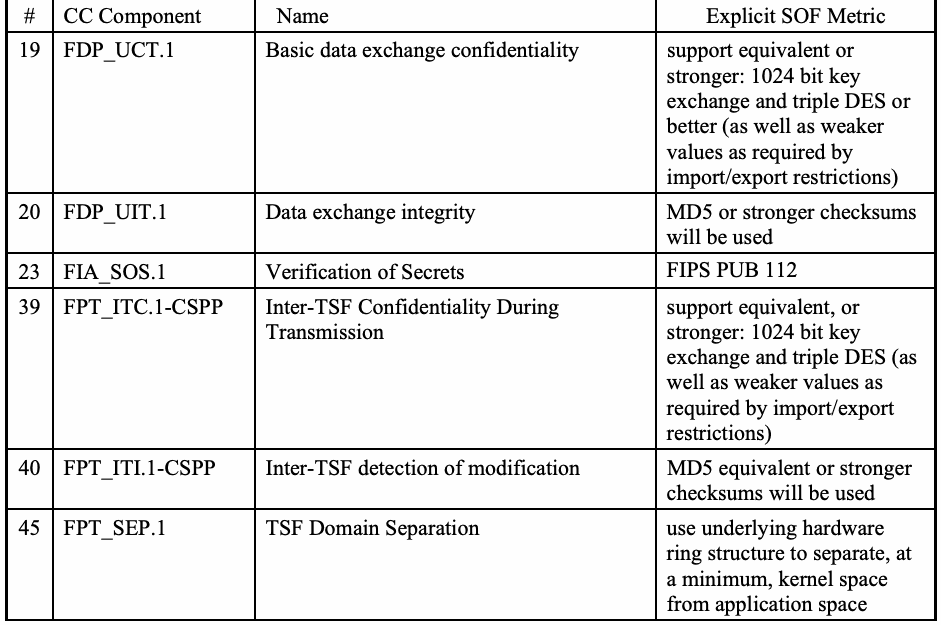 # CC Component Name Explicit SOF Metric
19 FDP_UCT.1 Basic data exchange confidentiality support equivalent or
stronger: 1024 bit key
exchange and triple DES or
better (as well as weaker
values as required by
import/export restrictions)
20 FDP_UIT.1 Data exchange integrity MD5 or stronger checksums
will be used
23 FIA_SOS.1 Verification of Secrets FIPS PUB 112
39 FPT_ITC.1-CSPP Inter-TSF Confidentiality During support equivalent, or
Transmission stronger: 1024 bit key
exchange and triple DES (as
well as weaker values as
required by import/export
restrictions)
40 FPT_ITI.1-CSPP Inter-TSF detection of modification MD5 equivalent or stronger
checksums will be used
45 FPT_SEP.1 TSF Domain Separation use underlying hardware
ring structure to separate, at
a minimum, kernel space
from application space